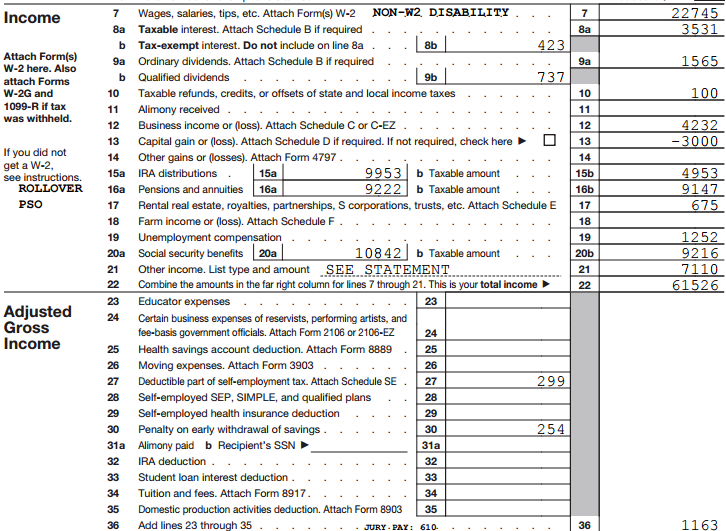 Income
7 Wages, salaries, tips, etc. Attach Form(s) W-2 NON-W2 DISABILITY . . . 7 22745
8a Taxable interest. Attach Schedule B if required . . . . . . . . . . . . 8a 3531
b Tax-exempt interest. Do not include on line 8a . . . 8b 423
Attach Form(s) W-2 here. Also attach Forms W-2G and 1099-R if tax was withheld.
9a Ordinary dividends. Attach Schedule B if required . . . . . . . . . . . 9a 1565
b Qualified dividends . . . . . . . . . . . 9b 737
10 Taxable refunds, credits, or offsets of state and local income taxes . . . . . . 10 100
11 Alimony received . . . . . . . . . . . . . . . . . . 11
12 Business income or (loss). Attach Schedule C or C-EZ . . . . . . . . . . 12 4232
13 Capital gain or (loss). Attach Schedule D if required. If not required, check here ▶ ☐ 13 -3000
If you did not get a W-2, see instructions.
ROLLOVER
PSO
14 Other gains or (losses). Attach Form 4797 . . . . . . . . . . . . . . 14
15a IRA distributions . 15a 9953 b Taxable amount . . . 15b 4953
16a Pensions and annuities 16a 9222 b Taxable amount . . . 16b 9147
17 Rental real estate, royalties, partnerships, S corporations, trusts, etc. Attach Schedule E 17 675
18 Farm income or (loss). Attach Schedule F . . . . . . . . . . . . . . 18
19 Unemployment compensation . . . . . . . . . . . . . . . . . 19 1252
20a Social security benefits 20a 10842 b Taxable amount . . . 20b 9216
21 Other income. List type and amount SEE STATEMENT 21 7110
22 Combine the amounts in the far right column for lines 7 through 21. This is your total income ▶ 22 61526
Adjusted Gross Income
23 Educator expenses . . . . . . . . . . 23
24 Certain business expenses of reservists, performing artists, and
fee-basis government officials. Attach Form 2106 or 2106-EZ 24
25 Health savings account deduction. Attach Form 8889 . 25
26 Moving expenses. Attach Form 3903 . . . . . . 26
27 Deductible part of self-employment tax. Attach Schedule SE . 27 299
28 Self-employed SEP, SIMPLE, and qualified plans . . 28
29 Self-employed health insurance deduction . . . . 29
30 Penalty on early withdrawal of savings . . . . . . 30 254
31a Alimony paid b Recipient's SSN ▶ 31a
32 IRA deduction . . . . . . . . . . . . . 32
33 Student loan interest deduction . . . . . . . . 33
34 Tuition and fees. Attach Form 8917 . . . . . . . 34
35 Domestic production activities deduction. Attach Form 8903 35
36 Add lines 23 through 35 . . . . . . . JURY PAY: 610 . . . . . 36 1163